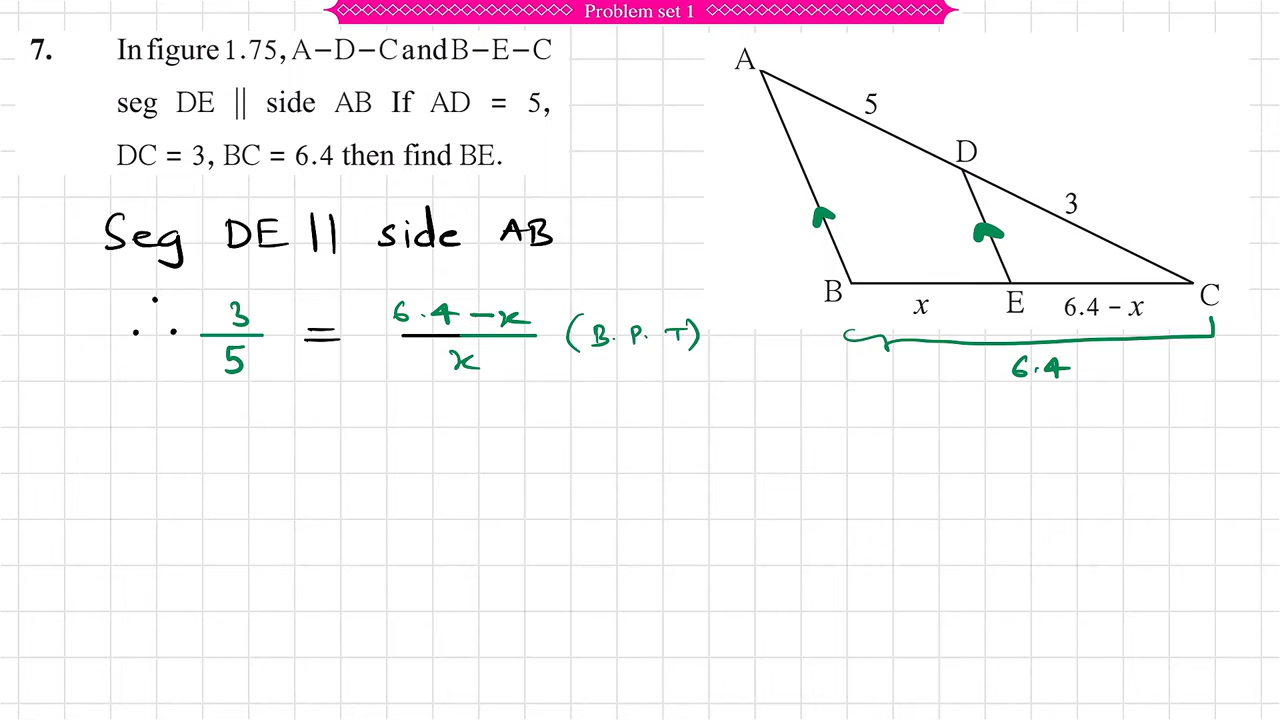 Problem set 1
7. In figure 1.75, A-D-C and B-E-C
seg DE || side AB If AD = 5,
DC = 3, BC = 6.4 then find BE.
Seg DE || side AB
∴ 3/5 = 6.4-x/x (B.P.T)
A
5
D
3
B x E 6.4 - x C
6.4